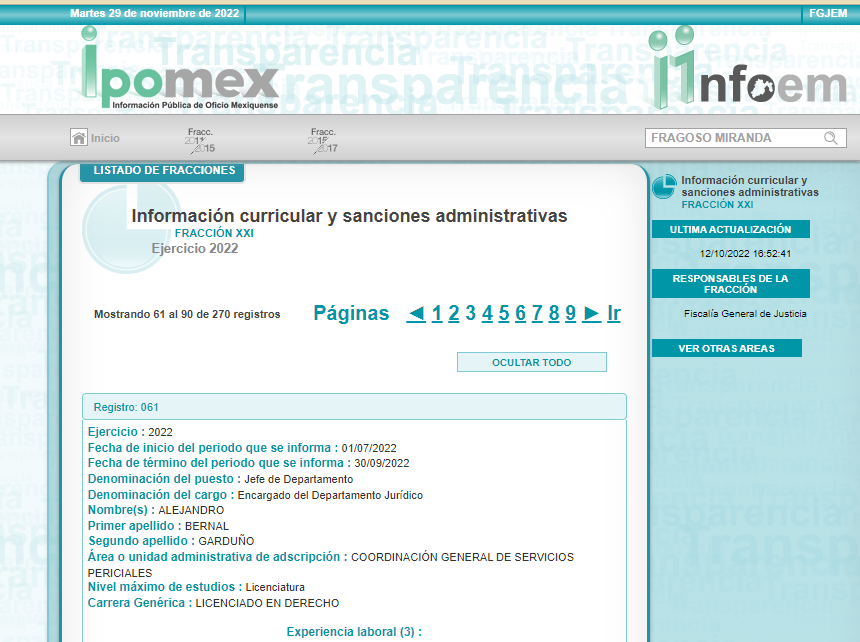 Martes 29 de noviembre de 2022
FGJEM
ipomex
Información Pública de Oficio Mexiquense
infoem
Inicio
Fracc.
2015
Fracc.
2017
FRAGOSO MIRANDA
LISTADO DE FRACCIONES
Información curricular y sanciones administrativas
FRACCIÓN XXI
Ejercicio 2022
Mostrando 61 al 90 de 270 registros
Páginas ◄ 1 2 3 4 5 6 7 8 9 ► Ir
OCULTAR TODO
Registro: 061
Ejercicio : 2022
Fecha de inicio del periodo que se informa : 01/07/2022
Fecha de término del periodo que se informa : 30/09/2022
Denominación del puesto : Jefe de Departamento
Denominación del cargo : Encargado del Departamento Jurídico
Nombre(s) : ALEJANDRO
Primer apellido : BERNAL
Segundo apellido : GARDUÑO
Área o unidad administrativa de adscripción : COORDINACIÓN GENERAL DE SERVICIOS
PERICIALES
Nivel máximo de estudios : Licenciatura
Carrera Genérica : LICENCIADO EN DERECHO
Experiencia laboral (3) :
Información curricular y
sanciones administrativas
FRACCIÓN XXI
ULTIMA ACTUALIZACIÓN
12/10/2022 16:52:41
RESPONSABLES DE LA
FRACCIÓN
Fiscalía General de Justicia
VER OTRAS AREAS